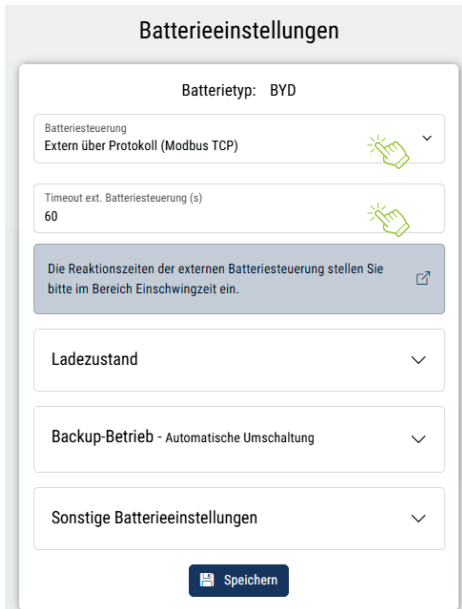 Batterieeinstellungen
Batterietyp: BYD
Batteriesteuerung
Extern über Protokoll (Modbus TCP)
Timeout ext. Batteriesteuerung (s)
60
Die Reaktionszeiten der externen Batteriesteuerung stellen Sie
bitte im Bereich Einschwingzeit ein.
Ladezustand
Backup-Betrieb - Automatische Umschaltung
Sonstige Batterieeinstellungen
Speichern